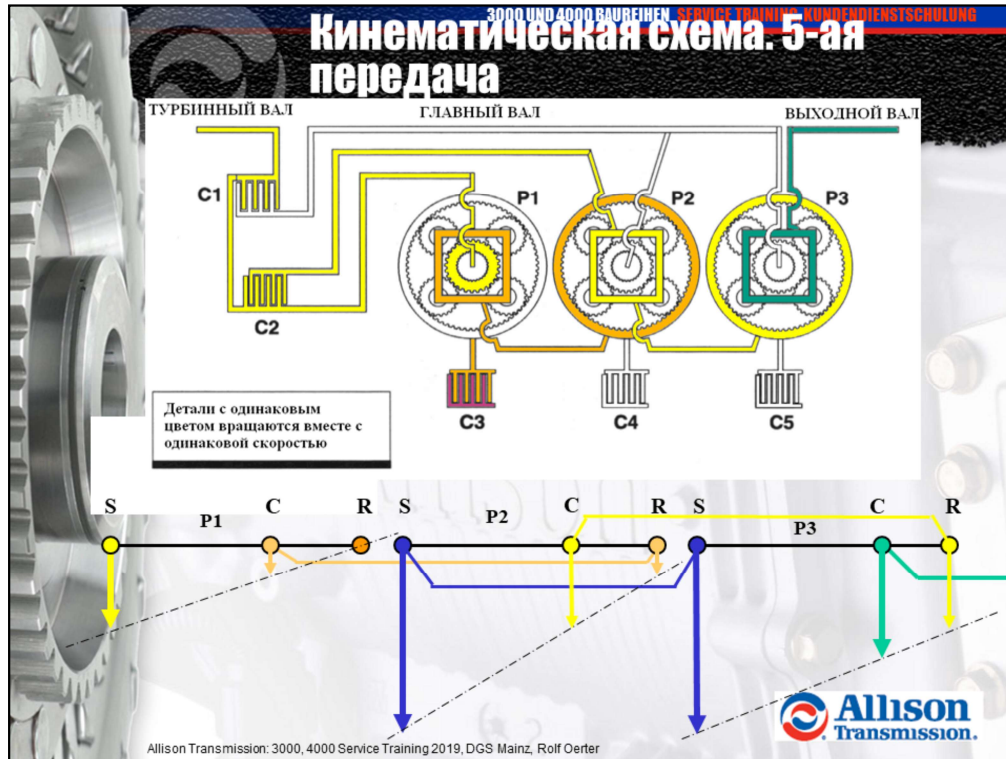 3000 UND 4000 BAUREIHEN SERVICE TRAINING KUNDENDIENSTSCHULUNG
Кинематическая схема. 5-ая
передача
ТУРБИННЫЙ ВАЛ ГЛАВНЫЙ ВАЛ ВЫХОДНОЙ ВАЛ
C1 P1 P2 P3
C2
C3 C4 C5
Детали с одинаковым
цветом вращаются вместе с
одинаковой скоростью
S C R S C R S C R
P1 P2 P3
Allison
Transmission.
Allison Transmission: 3000, 4000 Service Training 2019, DGS Mainz, Rolf Oerter